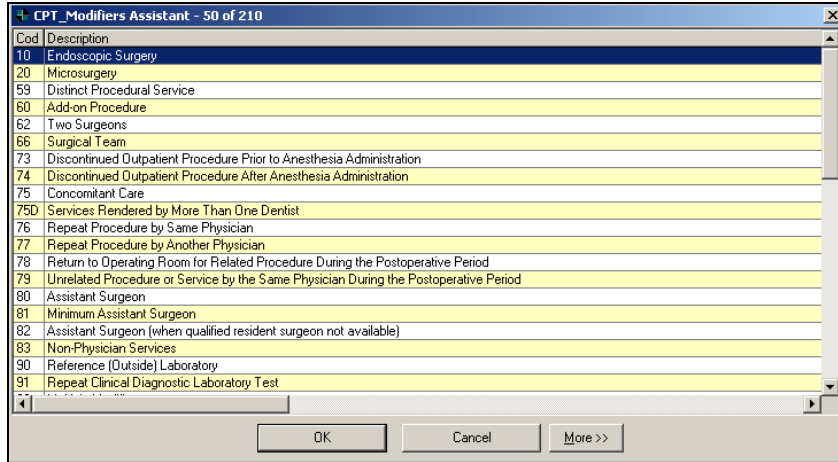 CPT_Modifiers Assistant - 50 of 210
Cod Description
10 Endoscopic Surgery
20 Microsurgery
59 Distinct Procedural Service
60 Add-on Procedure
62 Two Surgeons
66 Surgical Team
73 Discontinued Outpatient Procedure Prior to Anesthesia Administration
74 Discontinued Outpatient Procedure After Anesthesia Administration
75 Concomitant Care
75D Services Rendered by More Than One Dentist
76 Repeat Procedure by Same Physician
77 Repeat Procedure by Another Physician
78 Return to Operating Room for Related Procedure During the Postoperative Period
79 Unrelated Procedure or Service by the Same Physician During the Postoperative Period
80 Assistant Surgeon
81 Minimum Assistant Surgeon
82 Assistant Surgeon (when qualified resident surgeon not available)
83 Non-Physician Services
90 Reference (Outside) Laboratory
91 Repeat Clinical Diagnostic Laboratory Test
OK Cancel More >>